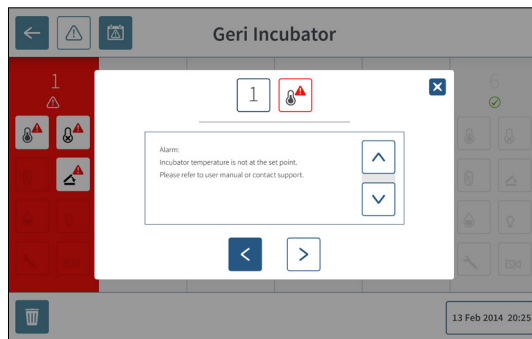 Geri Incubator
1
6
1
Alarm:
Incubator temperature is not at the set point.
Please refer to user manual or contact support.
13 Feb 2014 20:25